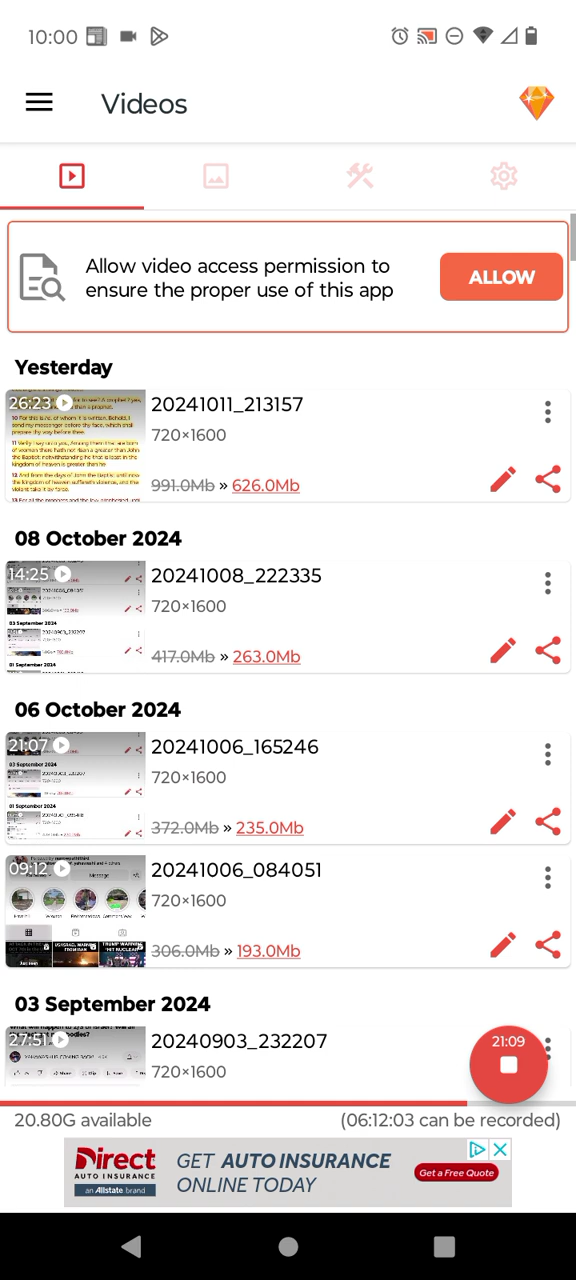 10:00
Videos
Allow video access permission to
ensure the proper use of this app
ALLOW
Yesterday
26:23
20241011_213157
720×1600
991.0Mb » 626.0Mb
08 October 2024
14:25
20241008_222335
720×1600
417.0Mb » 263.0Mb
06 October 2024
21:07
20241006_165246
720×1600
372.0Mb » 235.0Mb
09:12
20241006_084051
720×1600
306.0Mb » 193.0Mb
03 September 2024
27:51
20240903_232207
720×1600
21:09
20.80G available
(06:12:03 can be recorded)
Direct
AUTO INSURANCE
an Allstate brand
GET AUTO INSURANCE
ONLINE TODAY
Get a Free Quote